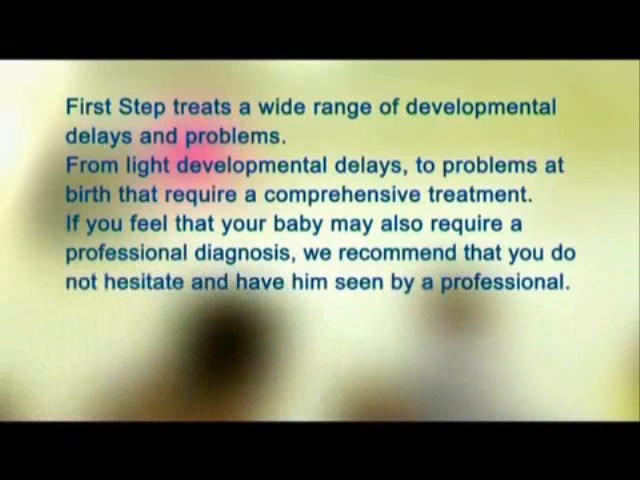 First Step treats a wide range of developmental
delays and problems.
From light developmental delays, to problems at
birth that require a comprehensive treatment.
If you feel that your baby may also require a
professional diagnosis, we recommend that you do
not hesitate and have him seen by a professional.